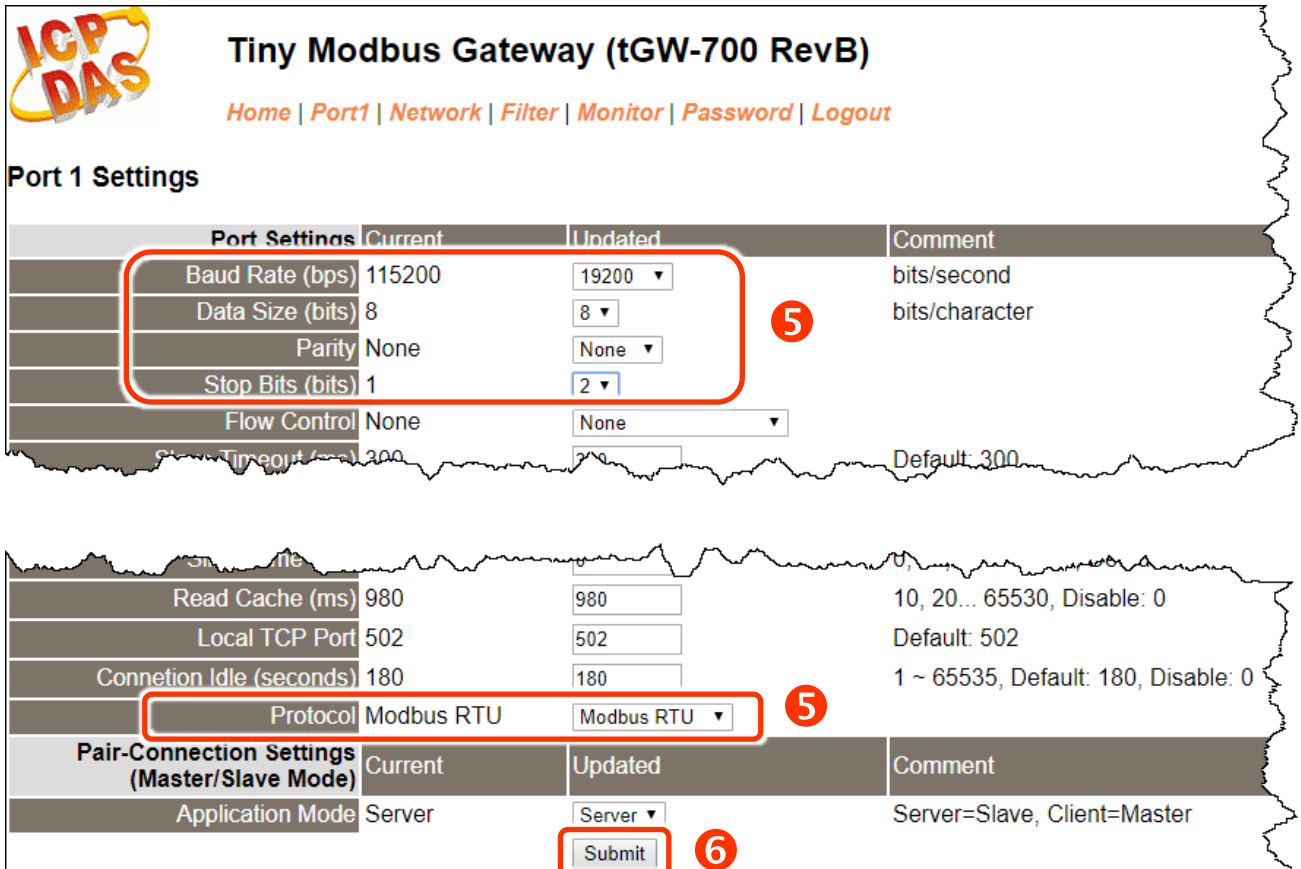 ICP
DAS
Tiny Modbus Gateway (tGW-700 RevB)
Home | Port1 | Network | Filter | Monitor | Password | Logout
Port 1 Settings
Port Settings Current Updated Comment
Baud Rate (bps) 115200 19200 bits/second
Data Size (bits) 8 8 bits/character
Parity None None
Stop Bits (bits) 1 2
5
Flow Control None None
Timeout (ms) 300 Default: 300
Read Cache (ms) 980 980 10, 20... 65530, Disable: 0
Local TCP Port 502 502 Default: 502
Connetion Idle (seconds) 180 180 1 ~ 65535, Default: 180, Disable: 0
Protocol Modbus RTU Modbus RTU 5
Pair-Connection Settings
(Master/Slave Mode) Current Updated Comment
Application Mode Server Server Server=Slave, Client=Master
Submit 6